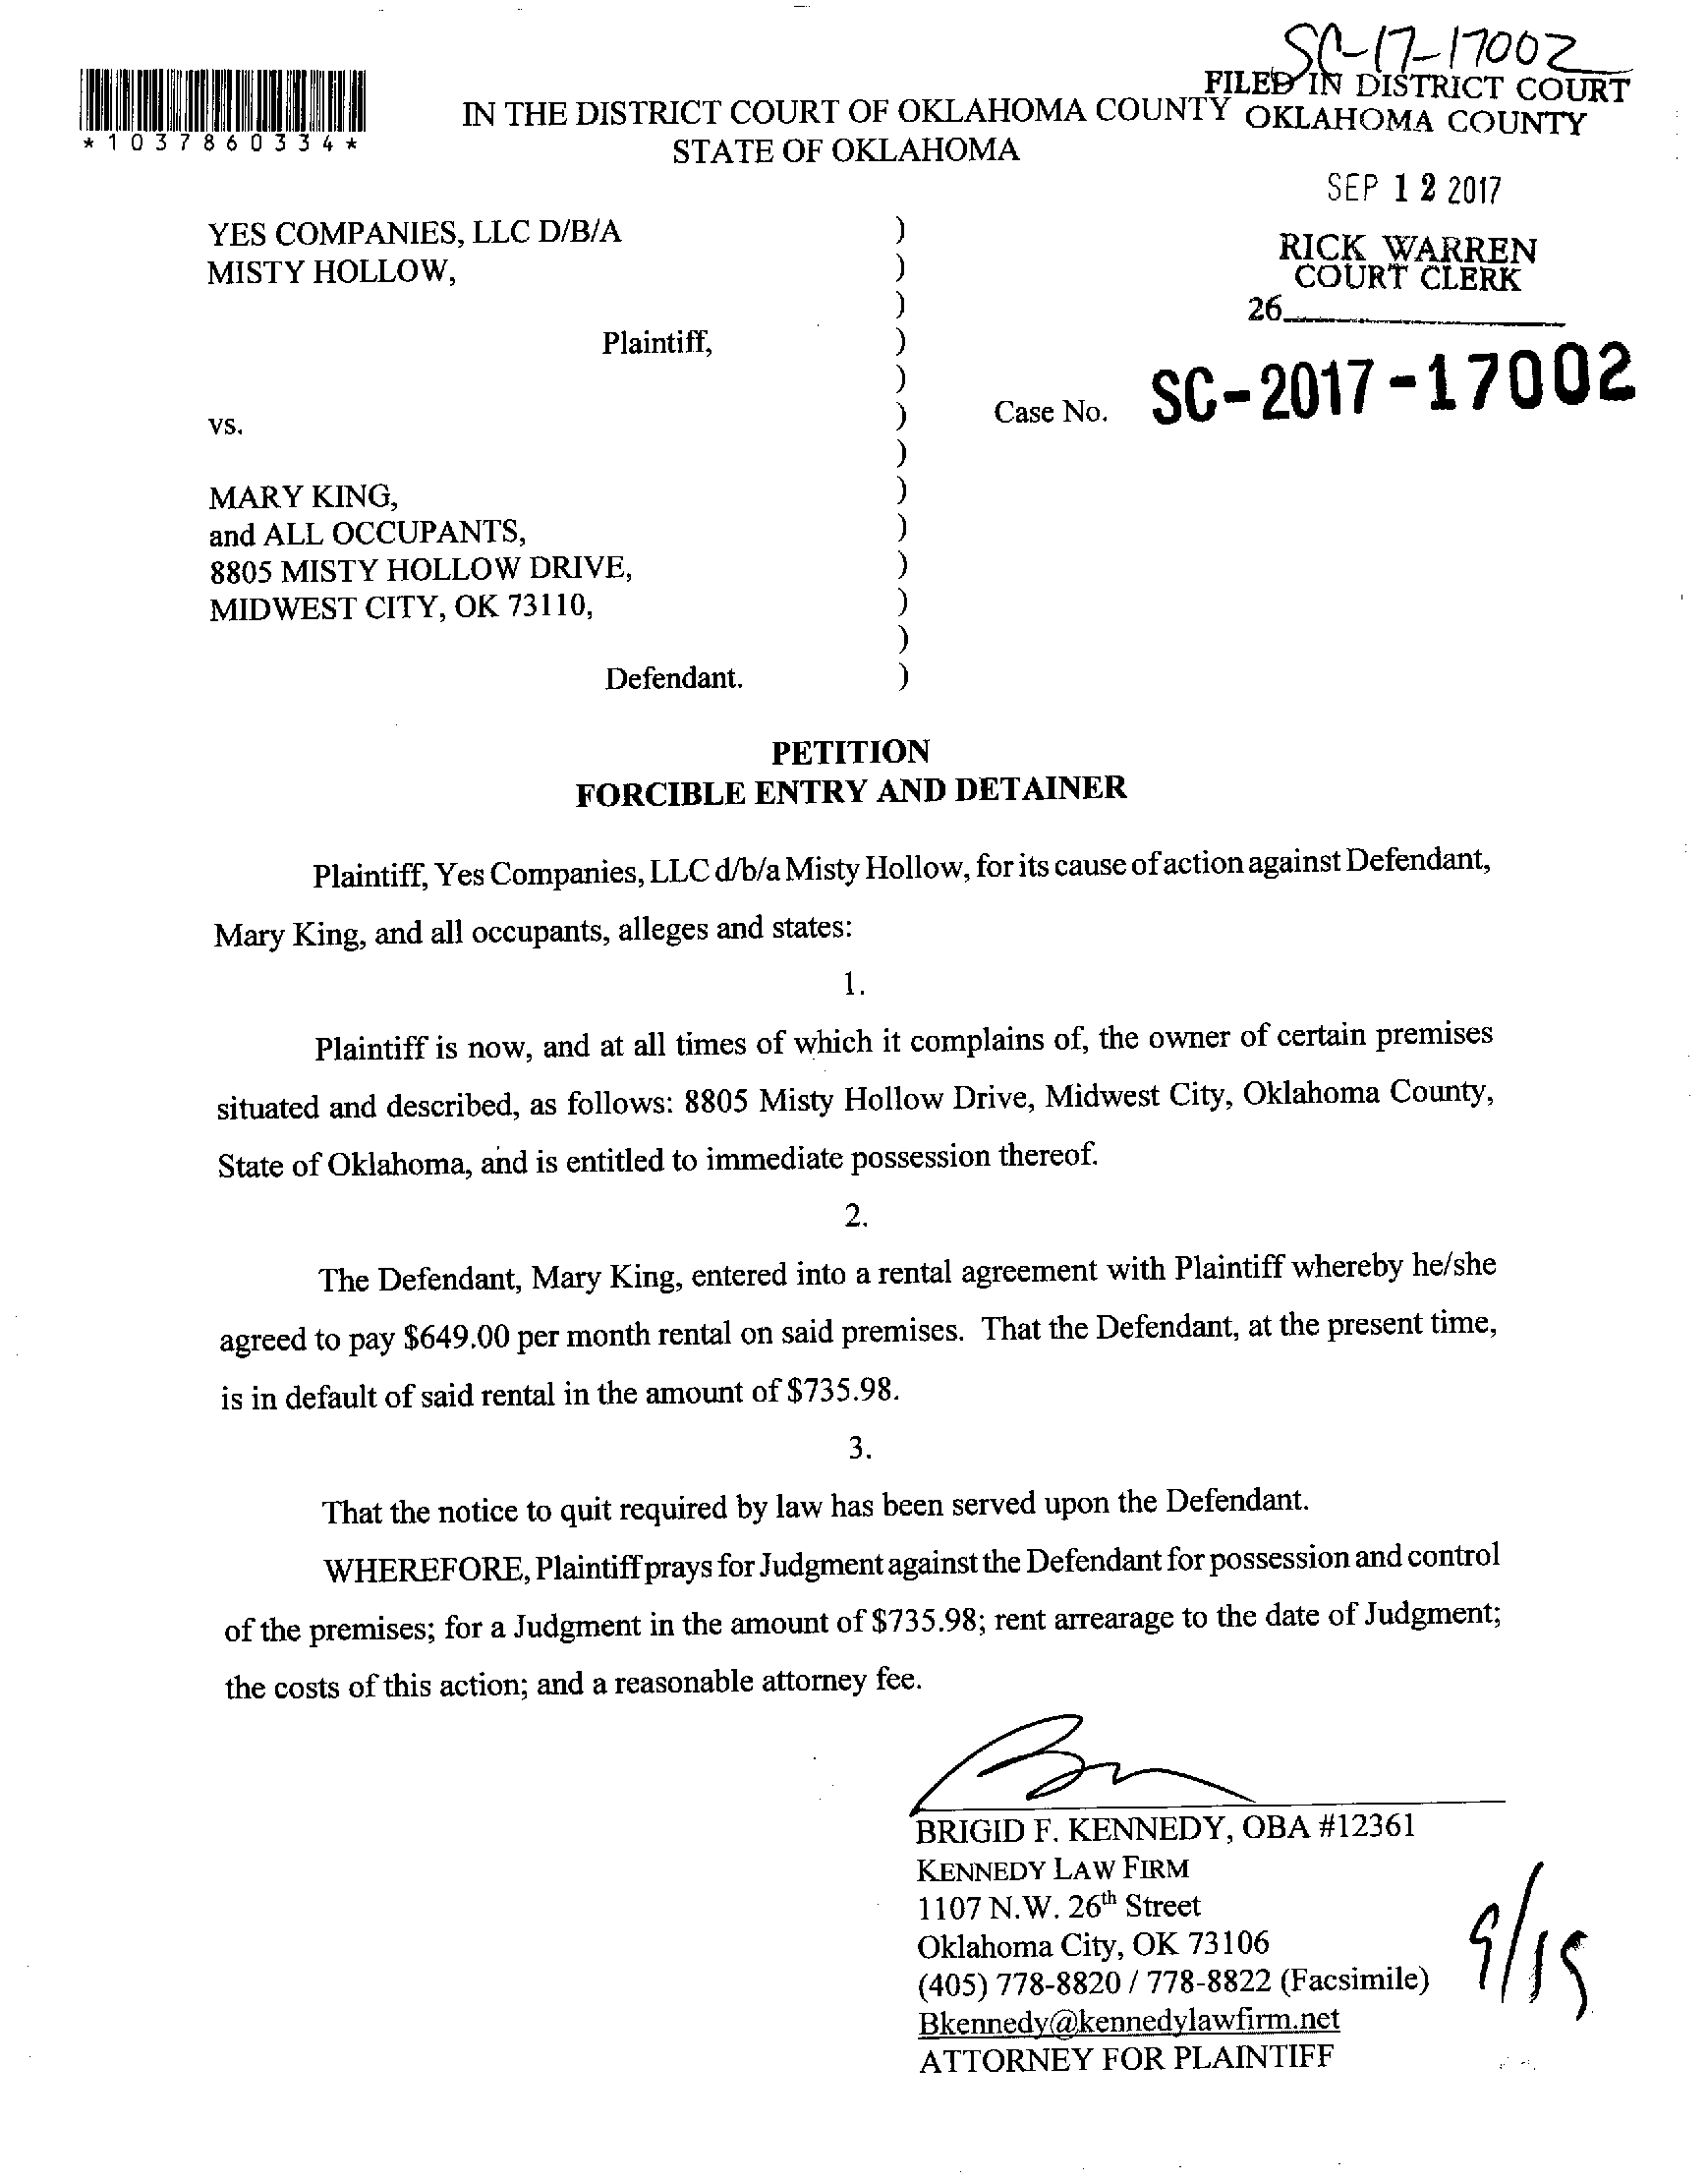 SC-17-17002
FILED IN DISTRICT COURT
OKLAHOMA COUNTY
*1037860334*
IN THE DISTRICT COURT OF OKLAHOMA COUNTY
STATE OF OKLAHOMA
SEP 12 2017
RICK WARREN
COURT CLERK
26
YES COMPANIES, LLC D/B/A
MISTY HOLLOW,
Plaintiff,
vs.
Case No. SC-2017-17002
MARY KING,
and ALL OCCUPANTS,
8805 MISTY HOLLOW DRIVE,
MIDWEST CITY, OK 73110,
Defendant.
)
)
)
)
)
)
)
)
)
)
)
)
)
PETITION
FORCIBLE ENTRY AND DETAINER
Plaintiff, Yes Companies, LLC d/b/a Misty Hollow, for its cause of action against Defendant,
Mary King, and all occupants, alleges and states:
1.
Plaintiff is now, and at all times of which it complains of, the owner of certain premises
situated and described, as follows: 8805 Misty Hollow Drive, Midwest City, Oklahoma County,
State of Oklahoma, and is entitled to immediate possession thereof.
2.
The Defendant, Mary King, entered into a rental agreement with Plaintiff whereby he/she
agreed to pay $649.00 per month rental on said premises. That the Defendant, at the present time,
is in default of said rental in the amount of $735.98.
3.
That the notice to quit required by law has been served upon the Defendant.
WHEREFORE, Plaintiff prays for Judgment against the Defendant for possession and control
of the premises; for a Judgment in the amount of $735.98; rent arrearage to the date of Judgment;
the costs of this action; and a reasonable attorney fee.
BRIGID F. KENNEDY, OBA #12361
KENNEDY LAW FIRM
1107 N.W. 26th Street
Oklahoma City, OK 73106
(405) 778-8820 / 778-8822 (Facsimile)
Bkennedy@kennedylawfirm.net
ATTORNEY FOR PLAINTIFF
9/19